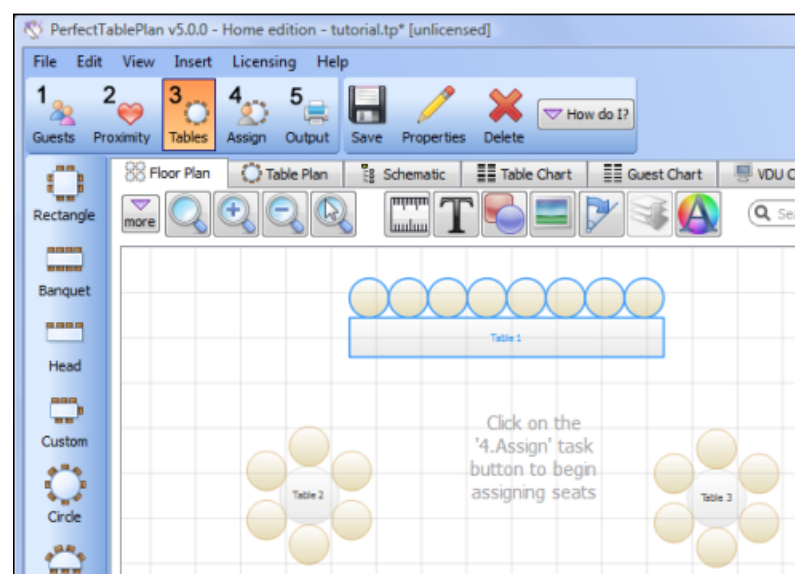 PerfectTablePlan v5.0.0 - Home edition - tutorial.tp* [unlicensed]
File Edit View Insert Licensing Help
1 2 3 4 5
Guests Proximity Tables Assign Output Save Properties Delete How do I?
Floor Plan Table Plan Schematic Table Chart Guest Chart VDU C
Rectangle
more T A Sea
Banquet
Table 1
Head
Click on the
'4.Assign' task
button to begin
assigning seats
Custom
Table 2 Table 3
Circle